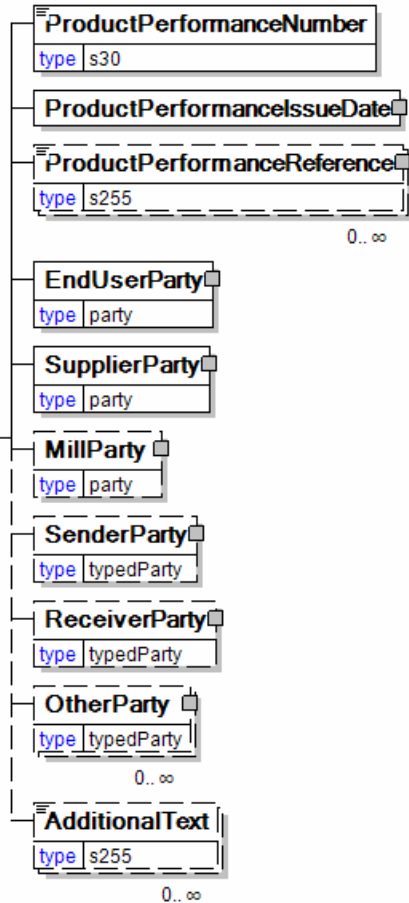 ProductPerformanceNumber
type s30
ProductPerformanceIssueDate
ProductPerformanceReference
type s255
0.. ∞
EndUserParty
type party
SupplierParty
type party
MillParty
type party
SenderParty
type typedParty
ReceiverParty
type typedParty
OtherParty
type typedParty
0.. ∞
AdditionalText
type s255
0.. ∞